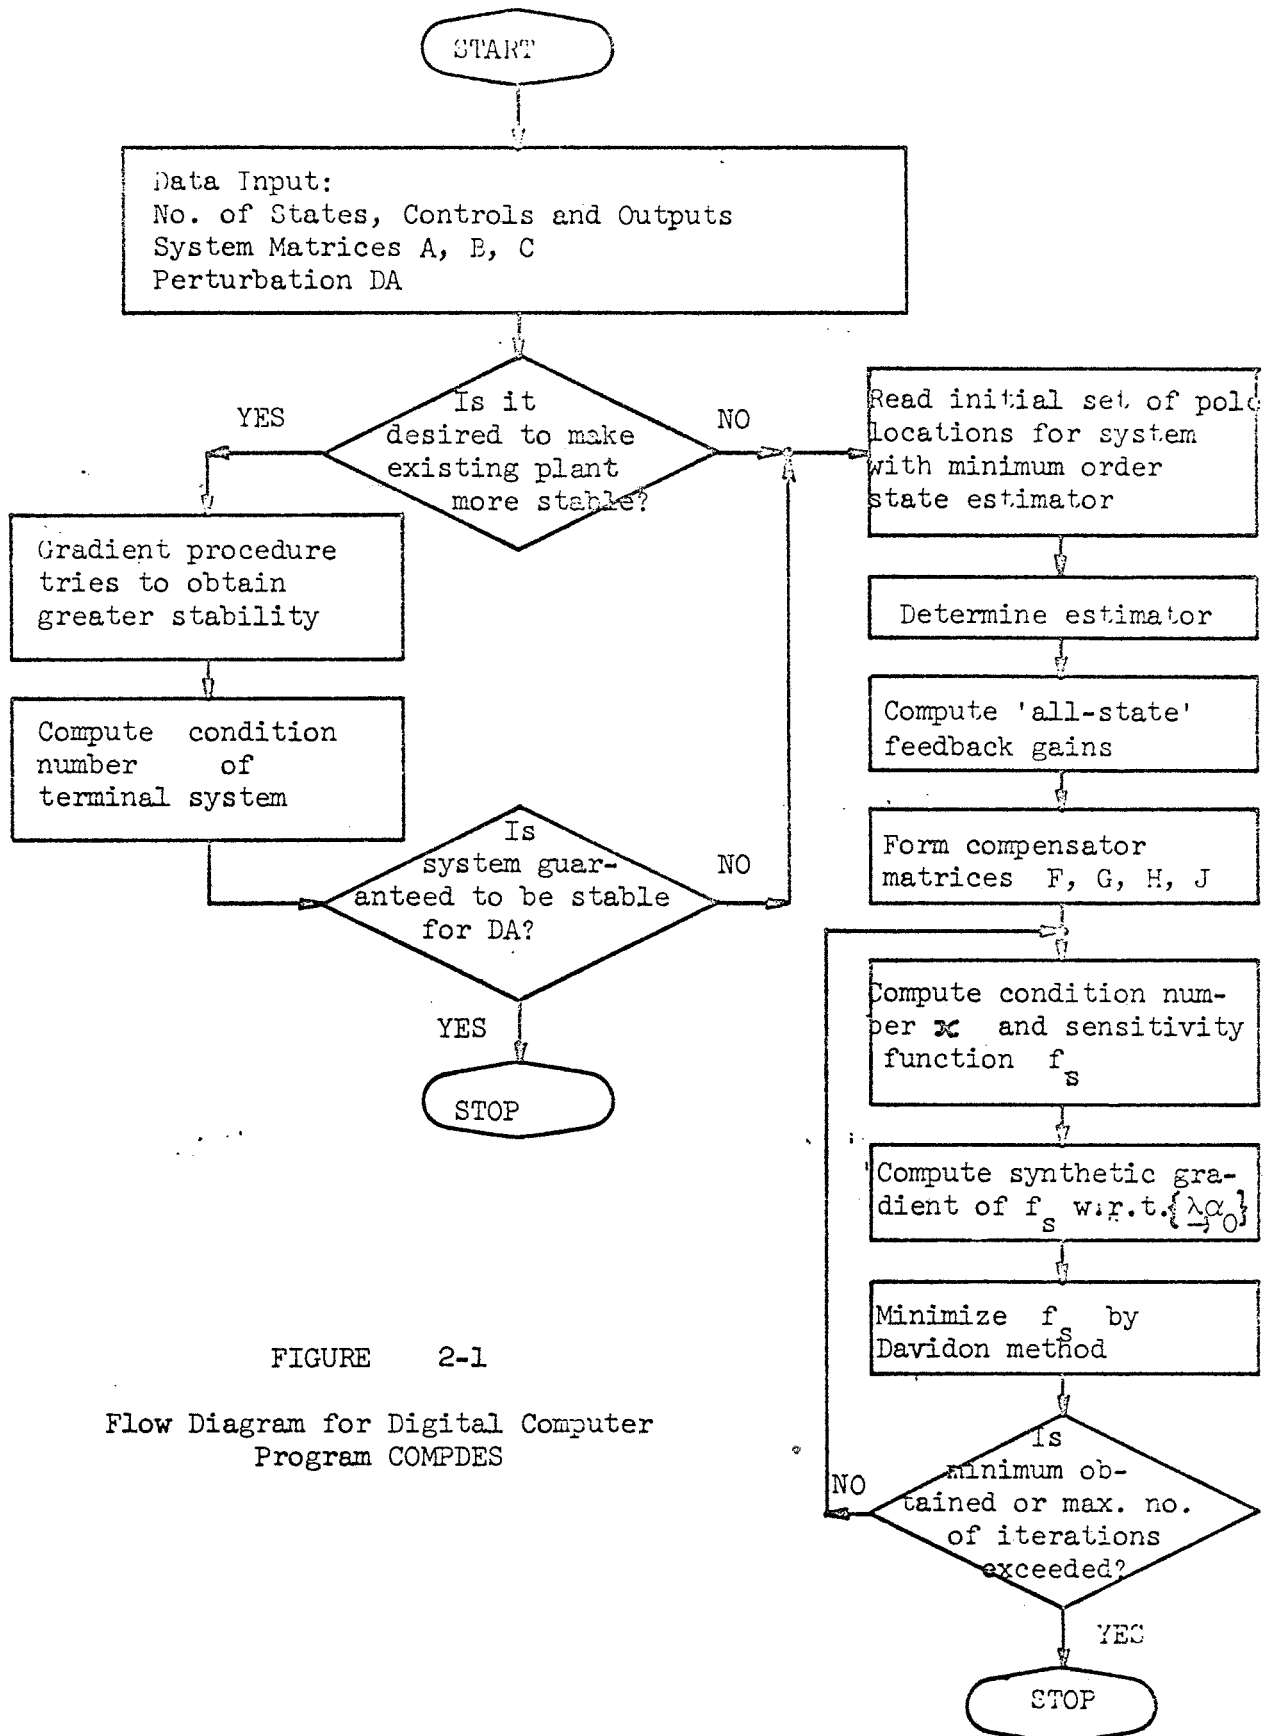 START
Data Input:
No. of States, Controls and Outputs
System Matrices A, B, C
Perturbation DA
Is it
desired to make
existing plant
more stable?
YES
NO
Gradient procedure
tries to obtain
greater stability
Compute condition
number of
terminal system
Is
system guar-
anteed to be stable
for DA?
NO
YES
STOP
Read initial set of pole
locations for system
with minimum order
state estimator
Determine estimator
Compute 'all-state'
feedback gains
Form compensator
matrices F, G, H, J
Compute condition num-
ber ϰ and sensitivity
function f_s
Compute synthetic gra-
dient of f_s w.r.t.{λ,α_0}
Minimize f_s by
Davidon method
Is
minimum ob-
tained or max. no.
of iterations
exceeded?
NO
YES
STOP
FIGURE 2-1
Flow Diagram for Digital Computer
Program COMPDES